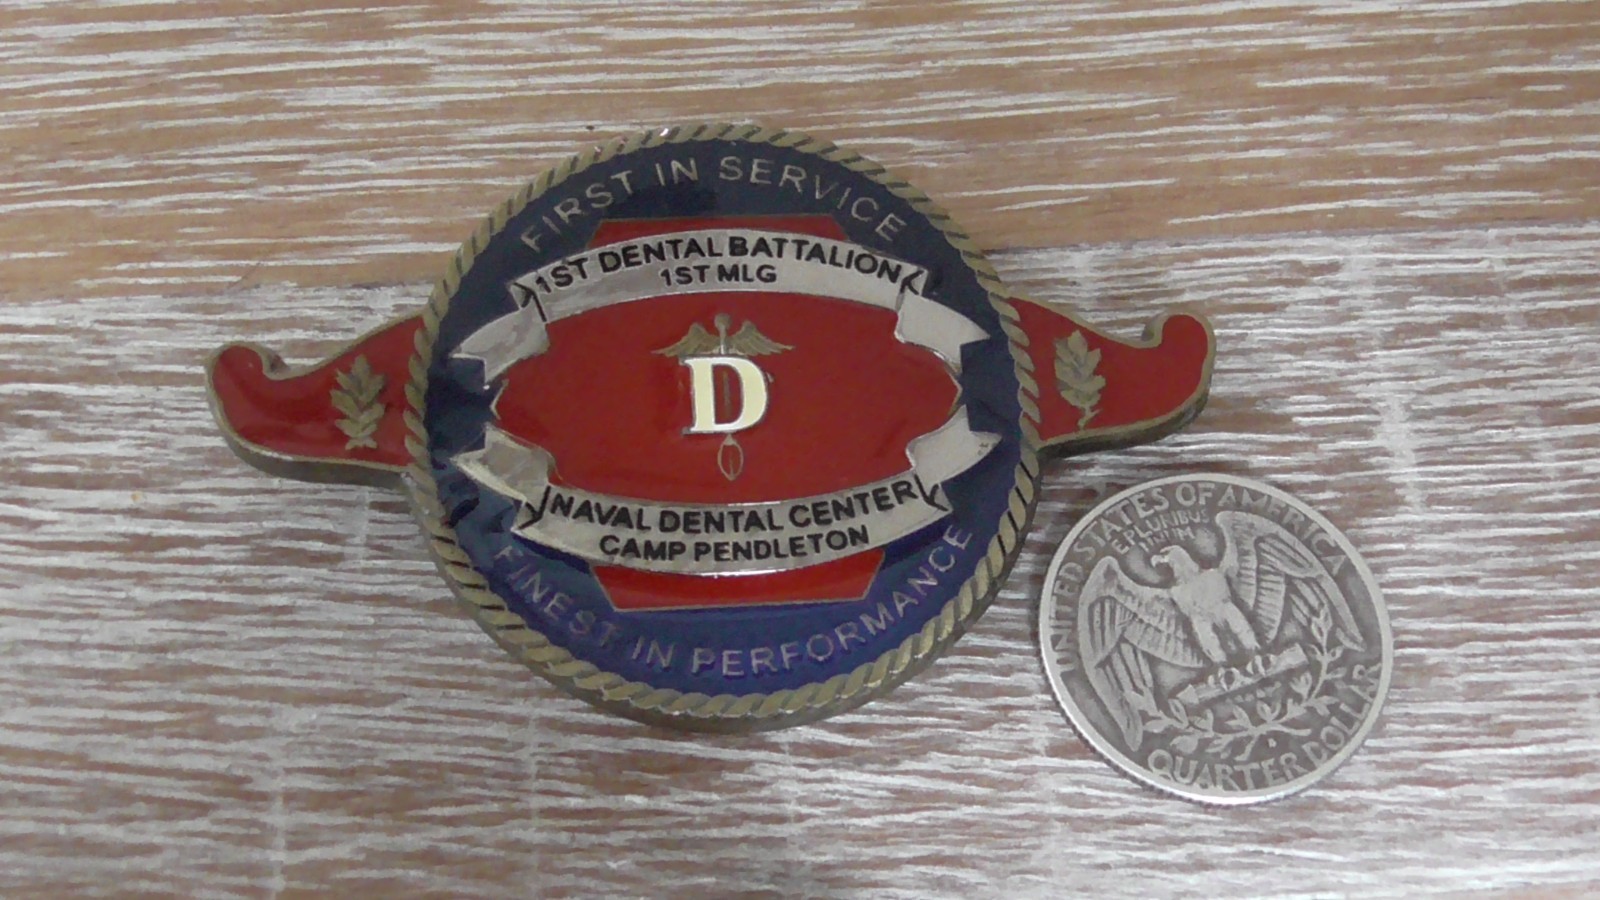 FIRST IN SERVICE
1ST DENTAL BATTALION
1ST MLG
D
NAVAL DENTAL CENTER
CAMP PENDLETON
FINEST IN PERFORMANCE
UNITED STATES OF AMERICA
E PLURIBUS
UNUM
QUARTER DOLLAR